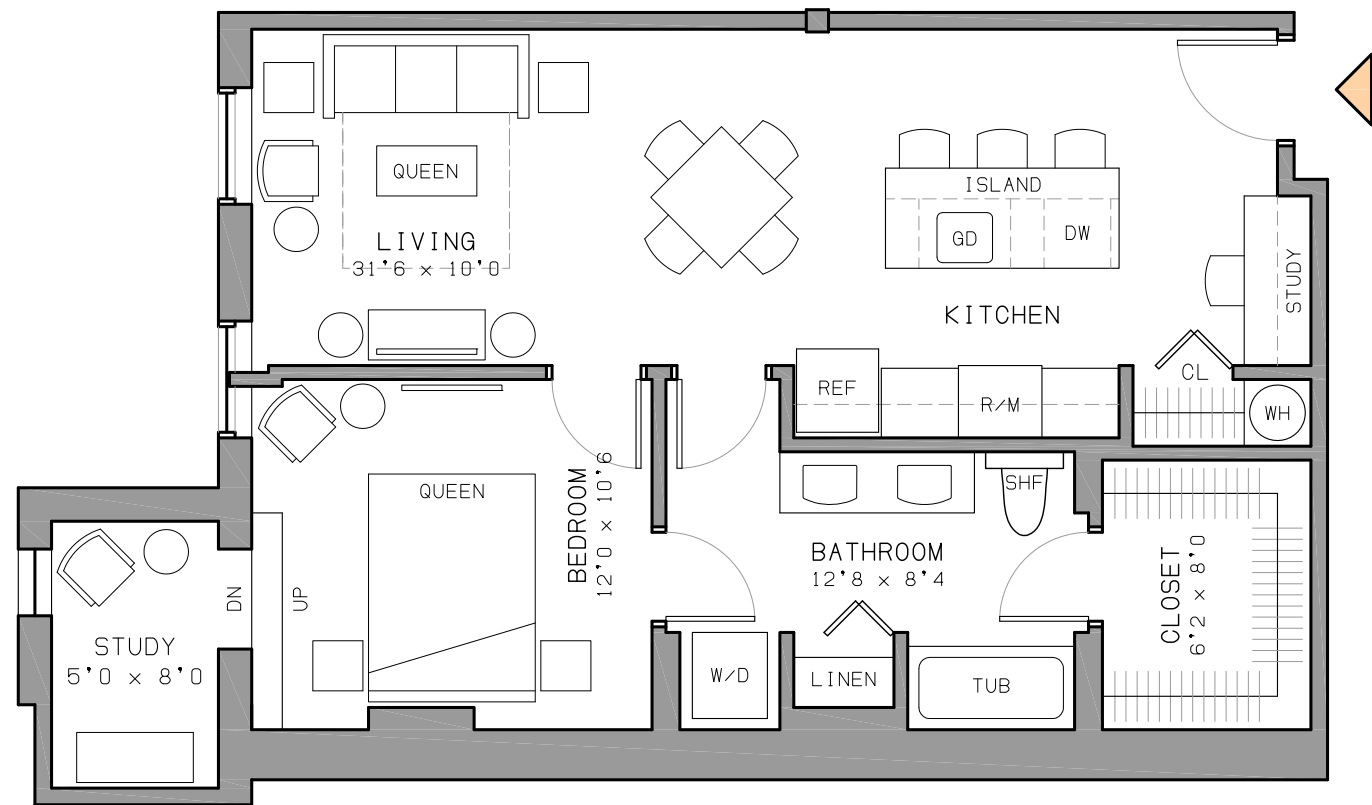 QUEEN
LIVING
31'6 x 10'0
ISLAND
GD
DW
KITCHEN
STUDY
REF
R/M
CL
WH
QUEEN
BEDROOM
12'0 x 10'6
SHF
BATHROOM
12'8 x 8'4
CLOSET
6'2 x 8'0
DN
UP
STUDY
5'0 x 8'0
W/D
LINEN
TUB